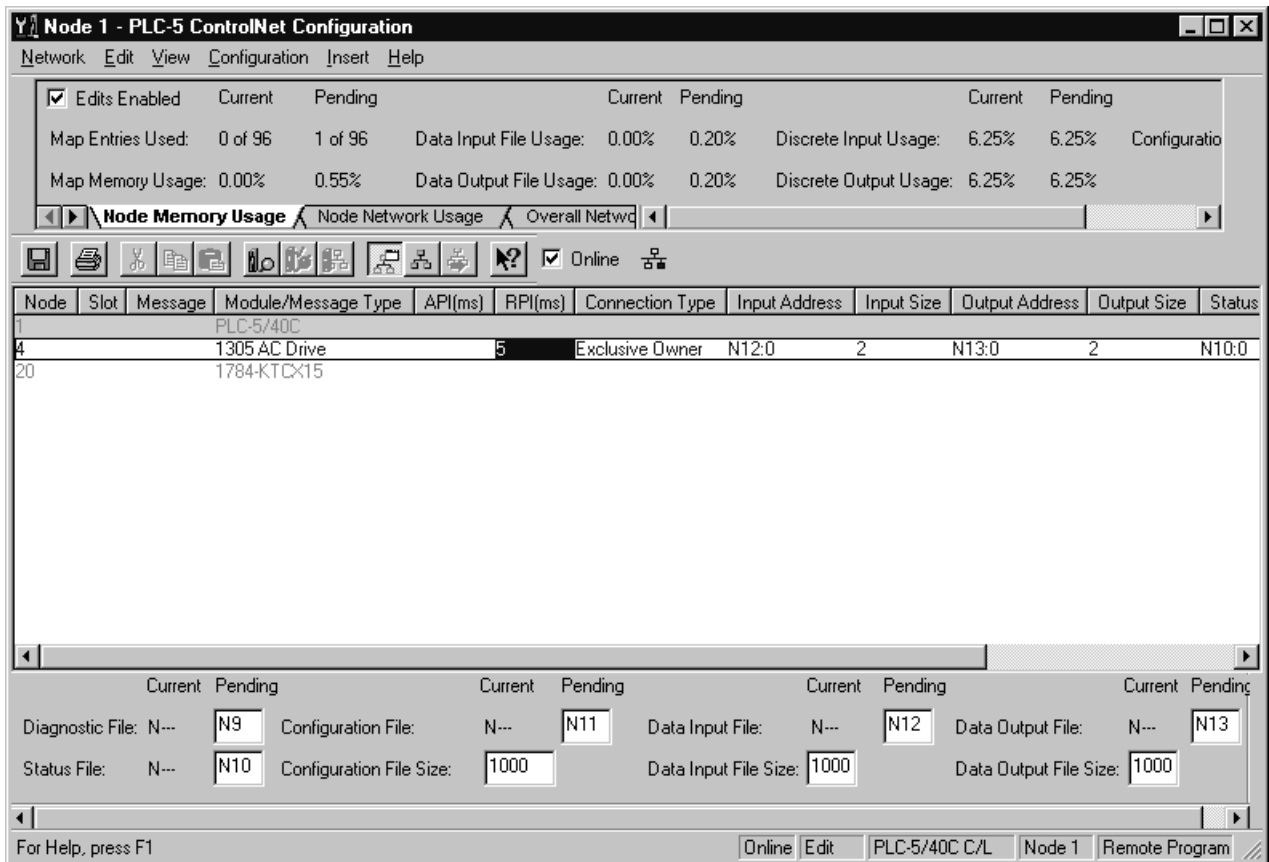 Node 1 - PLC-5 ControlNet Configuration
Network Edit View Configuration Insert Help
Edits Enabled Current Pending Current Pending Current Pending
Map Entries Used: 0 of 96 1 of 96 Data Input File Usage: 0.00% 0.20% Discrete Input Usage: 6.25% 6.25% Configuratio
Map Memory Usage: 0.00% 0.55% Data Output File Usage: 0.00% 0.20% Discrete Output Usage: 6.25% 6.25%
Node Memory Usage Node Network Usage Overall Netwo
Online
Node Slot Message Module/Message Type API(ms) RPI(ms) Connection Type Input Address Input Size Output Address Output Size Status
1 PLC-5/40C
4 1305 AC Drive 5 Exclusive Owner N12:0 2 N13:0 2 N10:0
20 1784-KTCX15
Current Pending Current Pending Current Pending Current Pending
Diagnostic File: N--- N9 Configuration File: N--- N11 Data Input File: N--- N12 Data Output File: N--- N13
Status File: N--- N10 Configuration File Size: 1000 Data Input File Size: 1000 Data Output File Size: 1000
For Help, press F1 Online Edit PLC-5/40C C/L Node 1 Remote Program